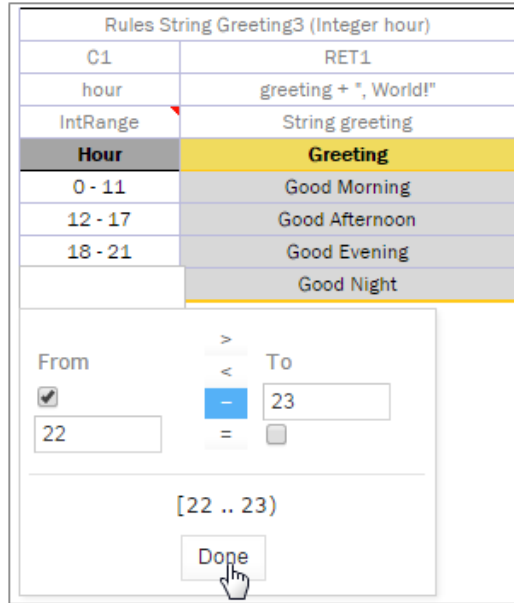 Rules String Greeting3 (Integer hour)
C1 RET1
hour greeting + ", World!"
IntRange String greeting
Hour Greeting
0 - 11 Good Morning
12 - 17 Good Afternoon
18 - 21 Good Evening
Good Night
>
From < To
– 23
22 =
[22 .. 23)
Done